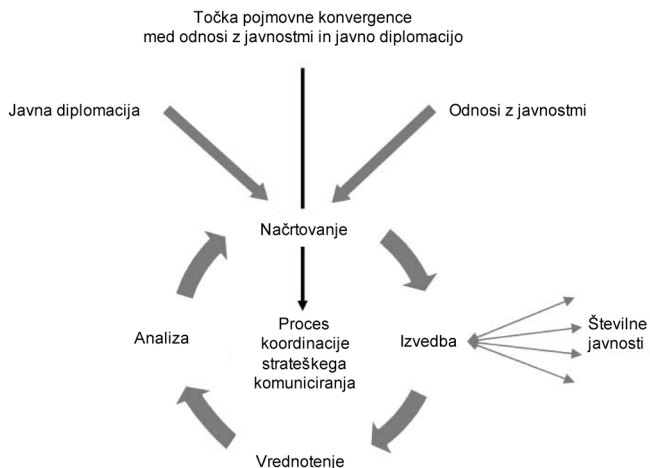 Točka pojmovne konvergence
med odnosi z javnostmi in javno diplomacijo
Javna diplomacija
Odnosi z javnostmi
Načrtovanje
Analiza
Proces
koordinacije
strateškega
komuniciranja
Izvedba
Številne
javnosti
Vrednotenje